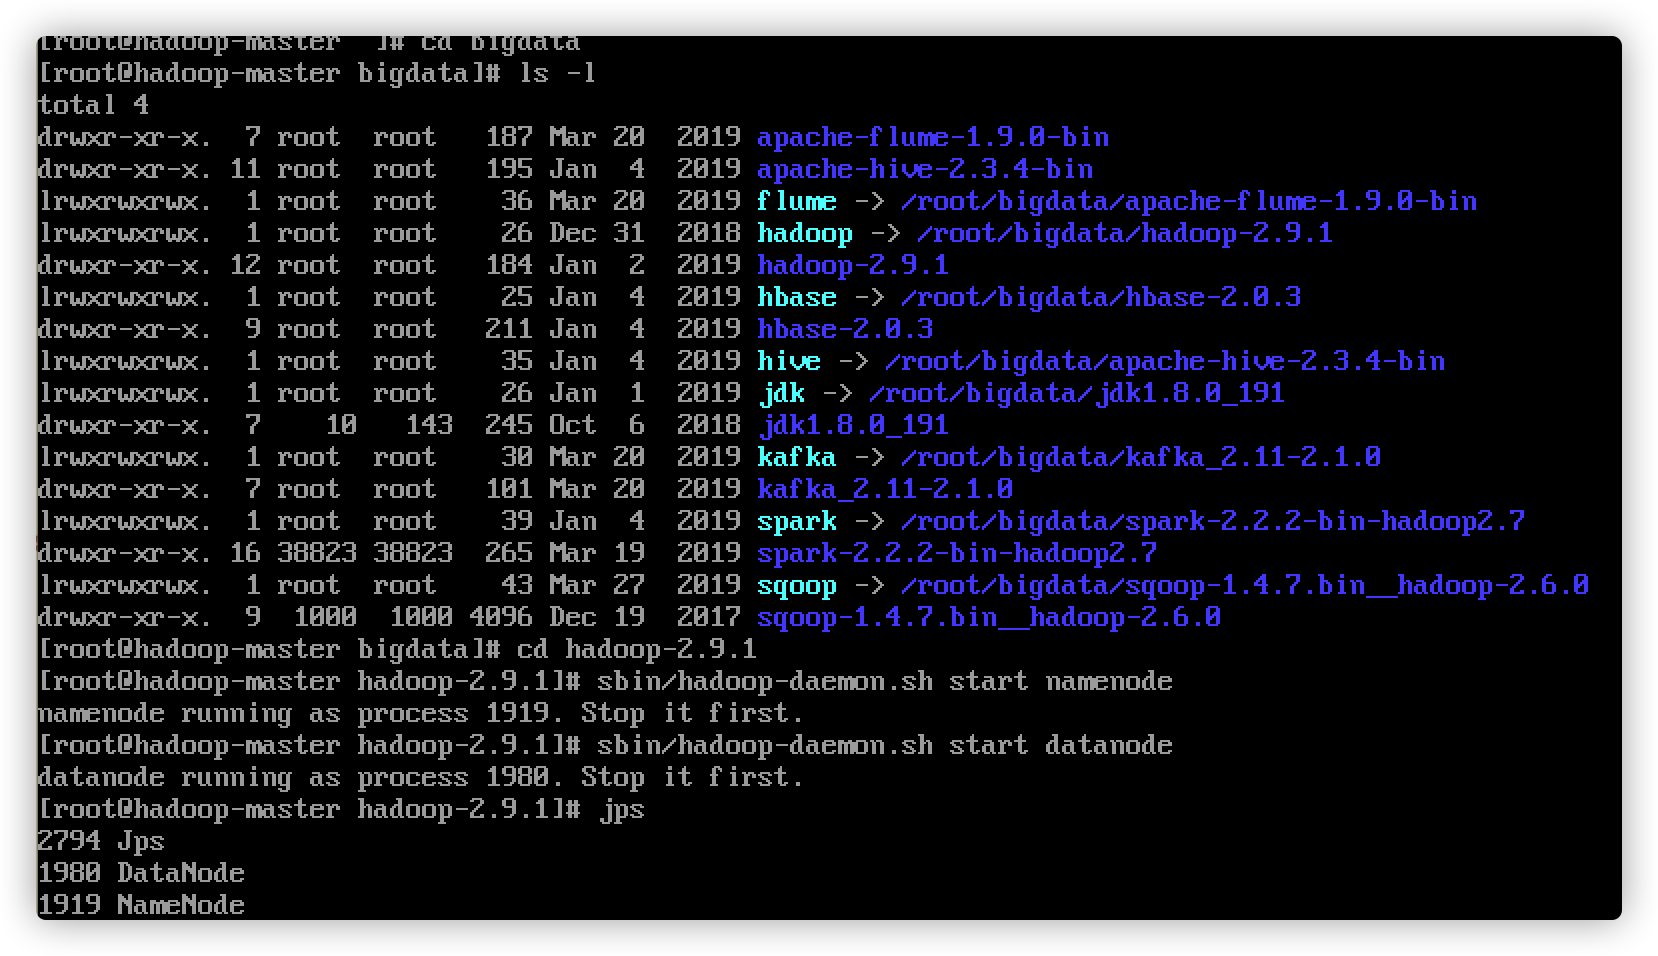 [root@hadoop-master ~]# cd bigdata
[root@hadoop-master bigdata]# ls -l
total 4
drwxr-xr-x.  7 root  root   187 Mar 20  2019 apache-flume-1.9.0-bin
drwxr-xr-x. 11 root  root   195 Jan  4  2019 apache-hive-2.3.4-bin
lrwxrwxrwx.  1 root  root    36 Mar 20  2019 flume -> /root/bigdata/apache-flume-1.9.0-bin
lrwxrwxrwx.  1 root  root    26 Dec 31  2018 hadoop -> /root/bigdata/hadoop-2.9.1
drwxr-xr-x. 12 root  root   184 Jan  2  2019 hadoop-2.9.1
lrwxrwxrwx.  1 root  root    25 Jan  4  2019 hbase -> /root/bigdata/hbase-2.0.3
drwxr-xr-x.  9 root  root   211 Jan  4  2019 hbase-2.0.3
lrwxrwxrwx.  1 root  root    35 Jan  4  2019 hive -> /root/bigdata/apache-hive-2.3.4-bin
lrwxrwxrwx.  1 root  root    26 Jan  1  2019 jdk -> /root/bigdata/jdk1.8.0_191
drwxr-xr-x.  7    10   143  245 Oct  6  2018 jdk1.8.0_191
lrwxrwxrwx.  1 root  root    30 Mar 20  2019 kafka -> /root/bigdata/kafka_2.11-2.1.0
drwxr-xr-x.  7 root  root   101 Mar 20  2019 kafka_2.11-2.1.0
lrwxrwxrwx.  1 root  root    39 Jan  4  2019 spark -> /root/bigdata/spark-2.2.2-bin-hadoop2.7
drwxr-xr-x. 16 38823 38823  265 Mar 19  2019 spark-2.2.2-bin-hadoop2.7
lrwxrwxrwx.  1 root  root    43 Mar 27  2019 sqoop -> /root/bigdata/sqoop-1.4.7.bin__hadoop-2.6.0
drwxr-xr-x.  9  1000  1000 4096 Dec 19  2017 sqoop-1.4.7.bin__hadoop-2.6.0
[root@hadoop-master bigdata]# cd hadoop-2.9.1
[root@hadoop-master hadoop-2.9.1]# sbin/hadoop-daemon.sh start namenode
namenode running as process 1919. Stop it first.
[root@hadoop-master hadoop-2.9.1]# sbin/hadoop-daemon.sh start datanode
datanode running as process 1980. Stop it first.
[root@hadoop-master hadoop-2.9.1]# jps
2794 Jps
1980 DataNode
1919 NameNode